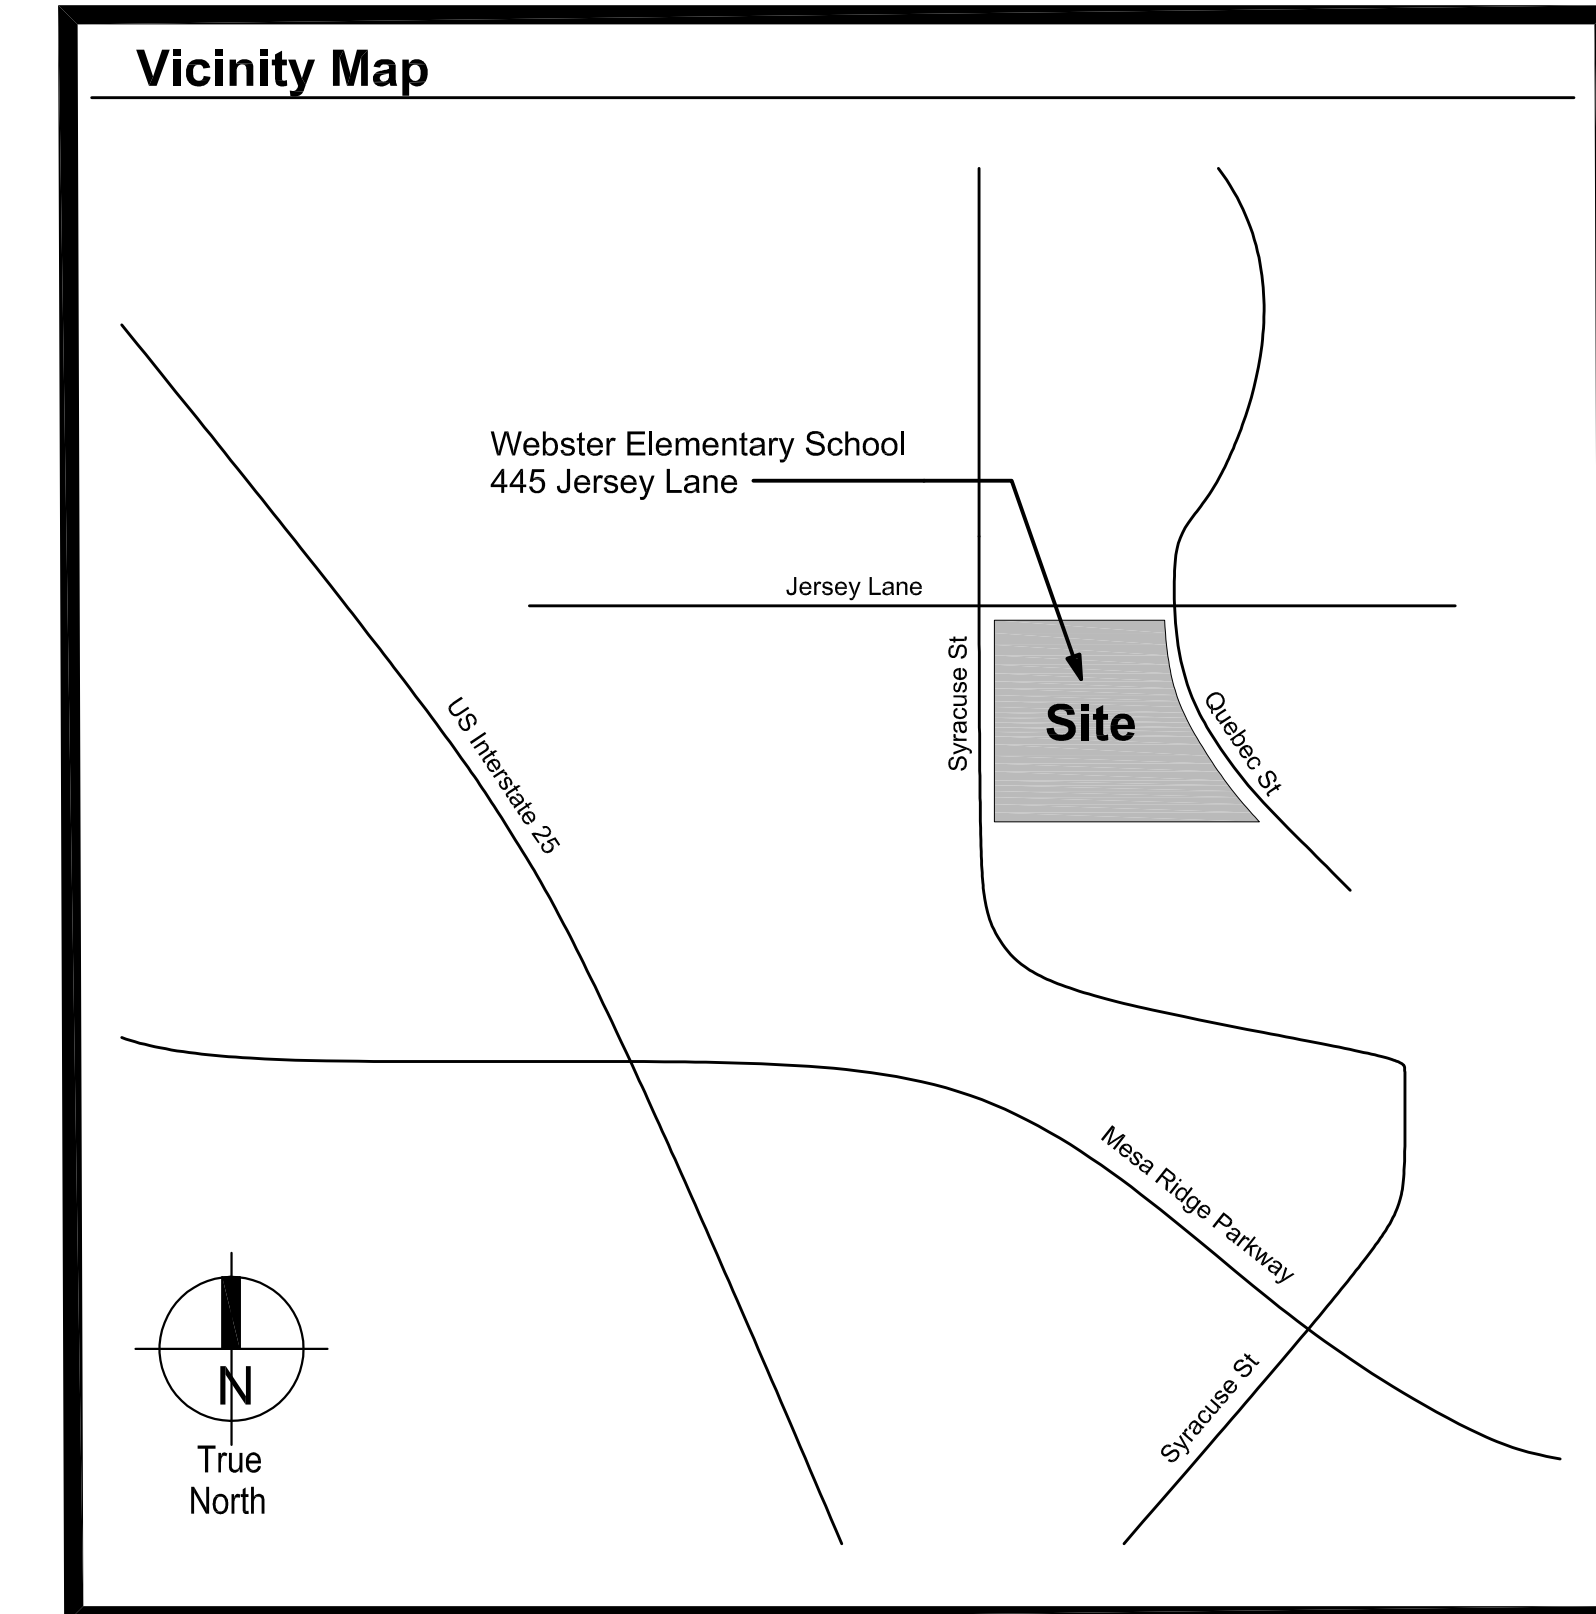 Vicinity Map
Webster Elementary School
445 Jersey Lane
Jersey Lane
Syracuse St
Site
Quebec St
US Interstate 25
Mesa Ridge Parkway
Syracuse St
N
True
North